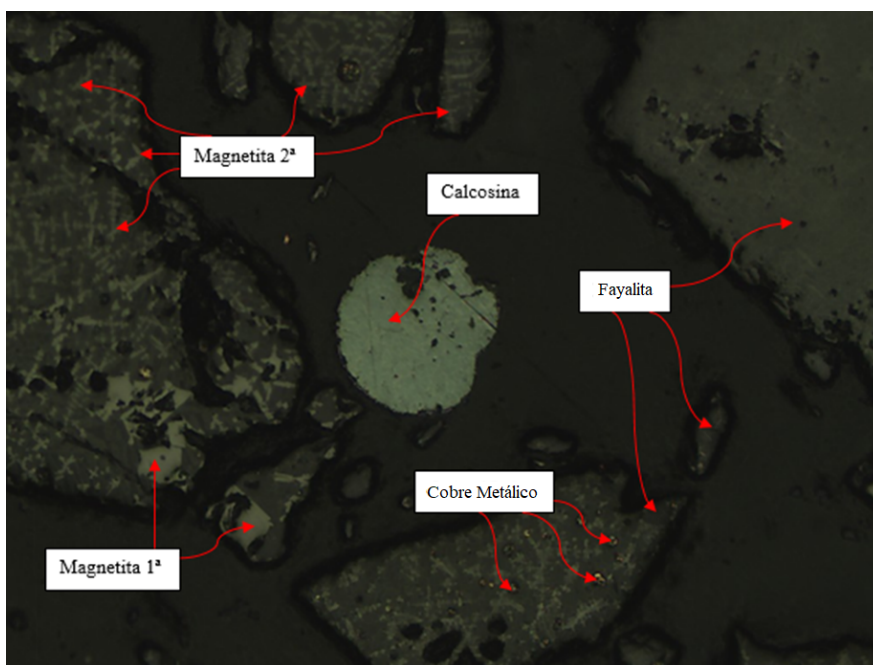 Magnetita 2ª
Calcosina
Fayalita
Cobre Metálico
Magnetita 1ª